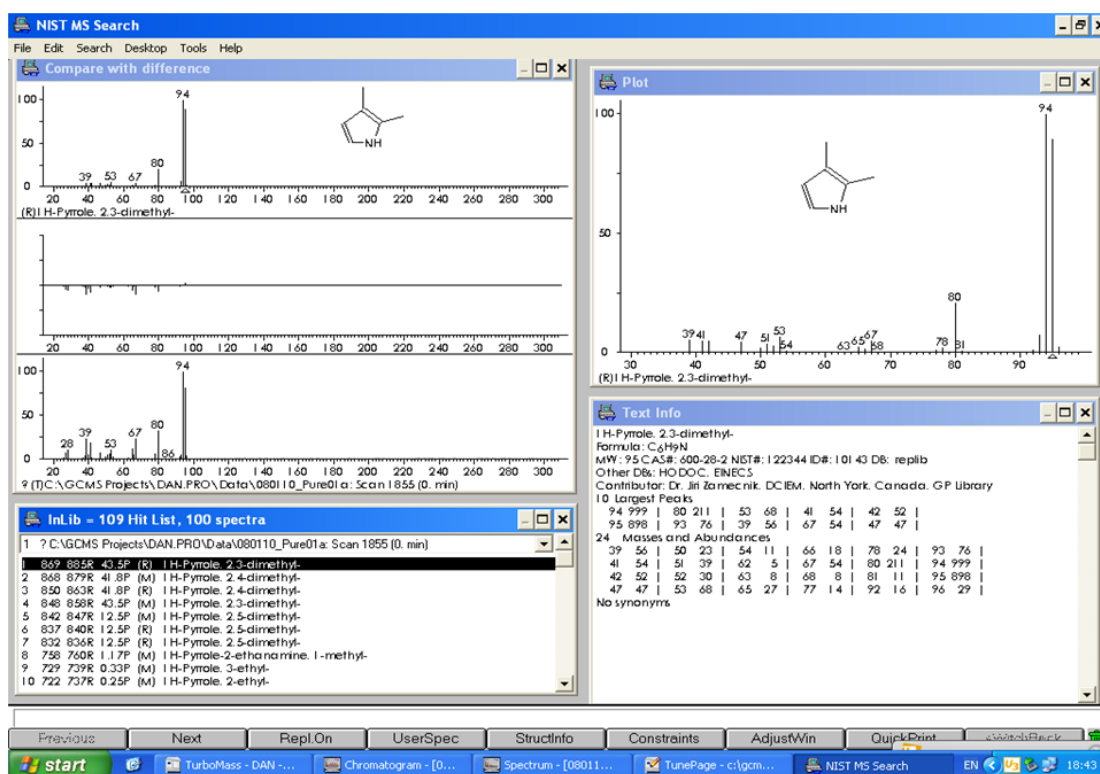 NIST MS Search
File Edit Search Desktop Tools Help
Compare with difference
100
50
0
94
39 53 67 80
NH
20 40 60 80 100 120 140 160 180 200 220 240 260 280 300
(R)1H-Pyrrole, 2,3-dimethyl-
20 40 60 80 100 120 140 160 180 200 220 240 260 280 300
100
50
0
94
28 39 53 67 80 86
20 40 60 80 100 120 140 160 180 200 220 240 260 280 300
? (T)C:\GCMS Projects\DAN.PRO\Data\080110_Pure01a: Scan 1855 (0. min)
InLib = 109 Hit List, 100 spectra
1 ? C:\GCMS Projects\DAN.PRO\Data\080110_Pure01a: Scan 1855 (0. min)
1 869 885R 43.5P (R) 1H-Pyrrole, 2,3-dimethyl-
2 868 879R 41.8P (M) 1H-Pyrrole, 2,4-dimethyl-
3 850 863R 41.8P (R) 1H-Pyrrole, 2,4-dimethyl-
4 848 858R 43.5P (M) 1H-Pyrrole, 2,3-dimethyl-
5 842 847R 12.5P (M) 1H-Pyrrole, 2,5-dimethyl-
6 837 840R 12.5P (R) 1H-Pyrrole, 2,5-dimethyl-
7 832 836R 12.5P (R) 1H-Pyrrole, 2,5-dimethyl-
8 758 760R 1.17P (M) 1H-Pyrrole-2-ethanamine, 1-methyl-
9 729 739R 0.33P (M) 1H-Pyrrole, 3-ethyl-
10 722 737R 0.25P (M) 1H-Pyrrole, 2-ethyl-
Plot
100
50
0
94
NH
39 41 47 51 53 54 63 65 67 68 78 80 81
30 40 50 60 70 80 90
(R)1H-Pyrrole, 2,3-dimethyl-
Text Info
1H-Pyrrole, 2,3-dimethyl-
Formula: C6H9N
MW: 95 CAS#: 600-28-2 NIST#: 122344 ID#: 10143 DB: replib
Other DBs: HODOC, EINECS
Contributor: Dr. Jiri Zamecnik, DCIEM, North York, Canada, GP Library
10 Largest Peaks
94 999 | 80 211 | 53 68 | 41 54 | 42 52 |
95 898 | 93 76 | 39 56 | 67 54 | 47 47 |
24 Masses and Abundances
39 56 | 50 23 | 54 11 | 66 18 | 78 24 | 93 76 |
41 54 | 51 39 | 62 5 | 67 54 | 80 211 | 94 999 |
42 52 | 52 30 | 63 8 | 68 8 | 81 11 | 95 898 |
47 47 | 53 68 | 65 27 | 77 14 | 92 16 | 96 29 |
No synonyms
Previous Next Repl.On UserSpec StructInfo Constraints AdjustWin QuickPrint
start TurboMass - DAN -... Chromatogram - [0... Spectrum - [08011... TunePage - c:\gcm... NIST MS Search EN 18:43